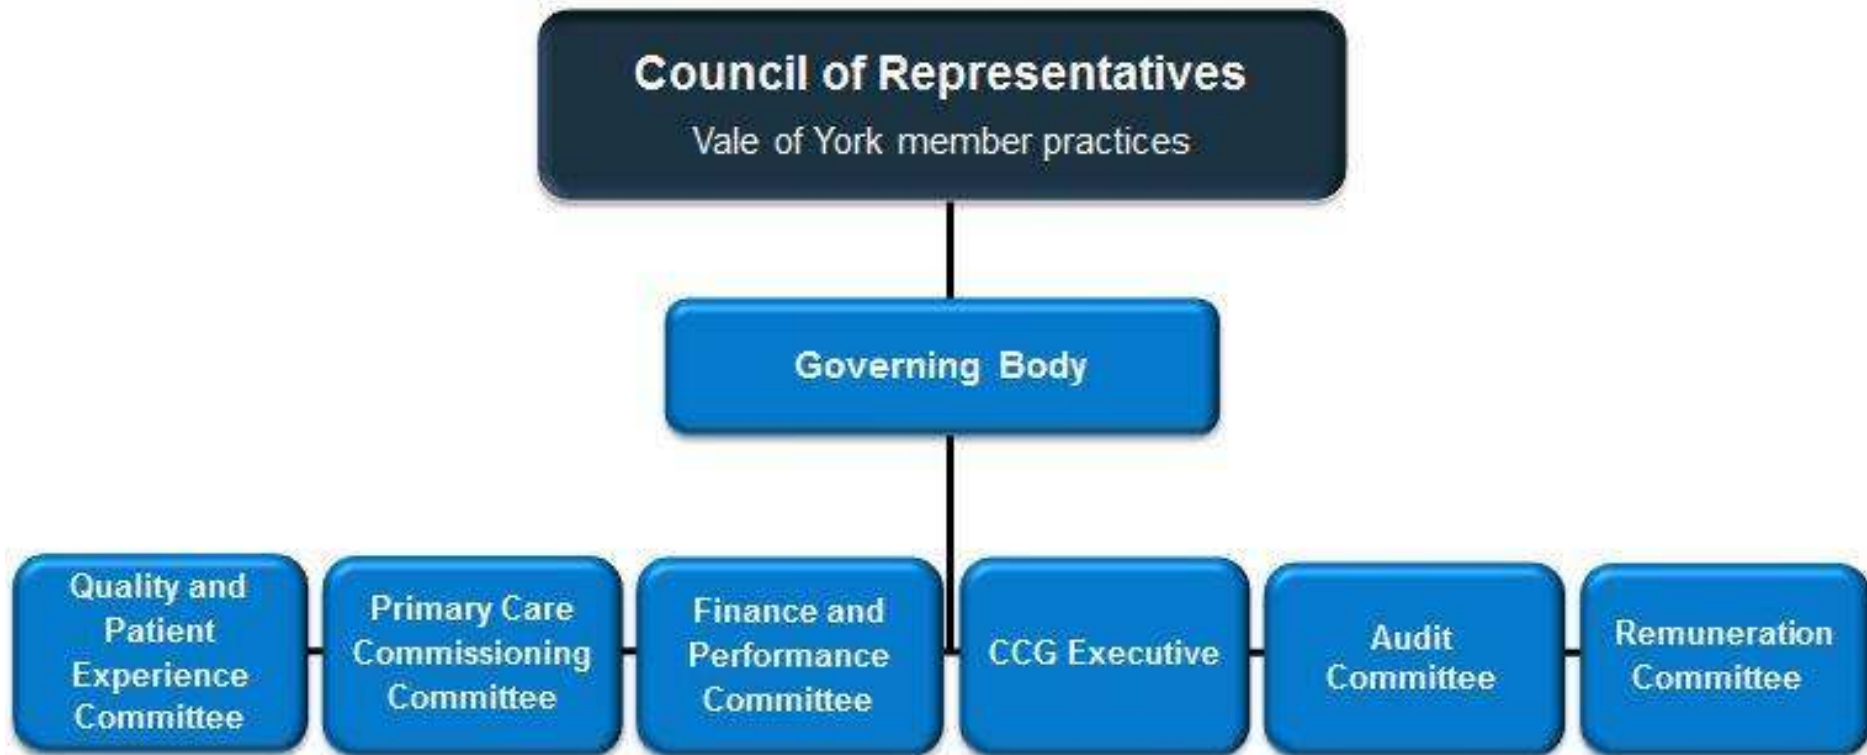 Council of Representatives
Vale of York member practices
Governing Body
Quality and
Patient
Experience
Committee
Primary Care
Commissioning
Committee
Finance and
Performance
Committee
CCG Executive
Audit
Committee
Remuneration
Committee